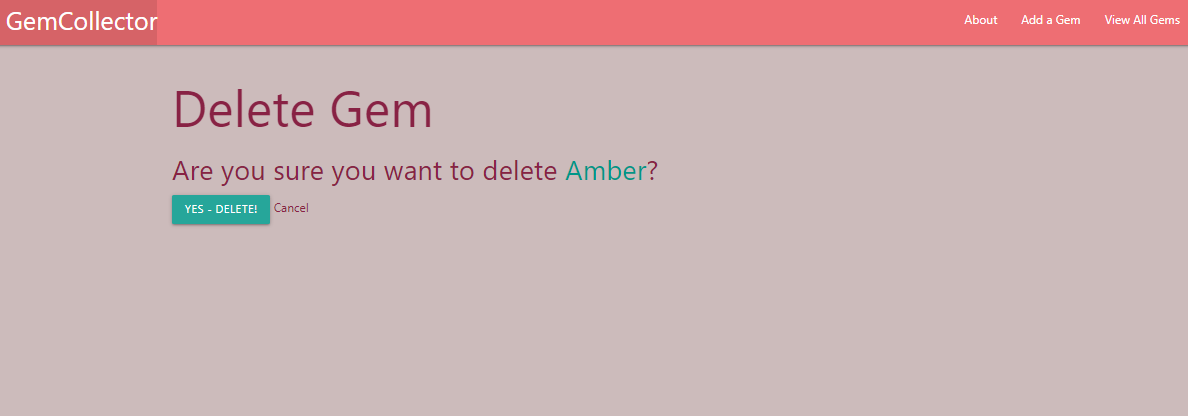 GemCollector
About Add a Gem View All Gems
Delete Gem
Are you sure you want to delete Amber?
YES - DELETE! Cancel